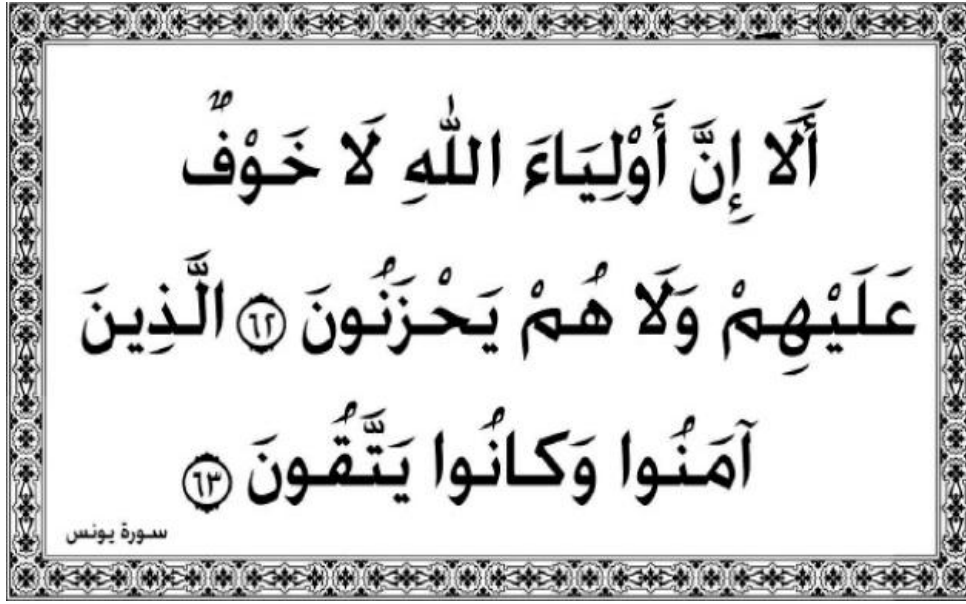 أَلَا إِنَّ أَوْلِيَاءَ اللّٰهِ لَا خَوْفٌ
عَلَيْهِمْ وَلَا هُمْ يَحْزَنُونَ ٦٢ الَّذِينَ
آمَنُوا وَكَانُوا يَتَّقُونَ ٦٣
سورة يونس